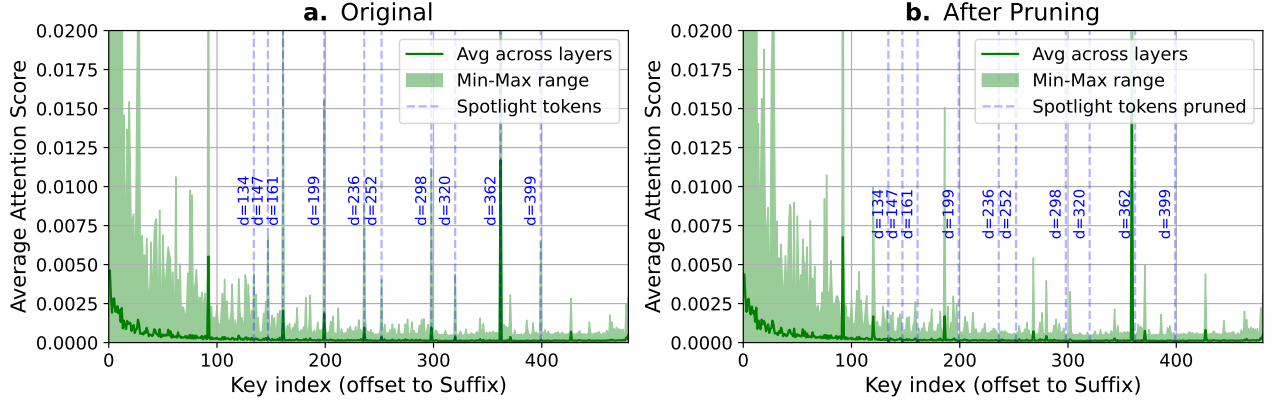 a. Original
Average Attention Score
0.0200
0.0175
0.0150
0.0125
0.0100
0.0075
0.0050
0.0025
0.0000
Avg across layers
Min-Max range
Spotlight tokens
d=134
d=147
d=161
d=199
d=236
d=252
d=298
d=320
d=362
d=399
0
100
200
300
400
Key index (offset to Suffix)
b. After Pruning
Average Attention Score
0.0200
0.0175
0.0150
0.0125
0.0100
0.0075
0.0050
0.0025
0.0000
Avg across layers
Min-Max range
Spotlight tokens pruned
d=134
d=147
d=161
d=199
d=236
d=252
d=298
d=320
d=362
d=399
0
100
200
300
400
Key index (offset to Suffix)